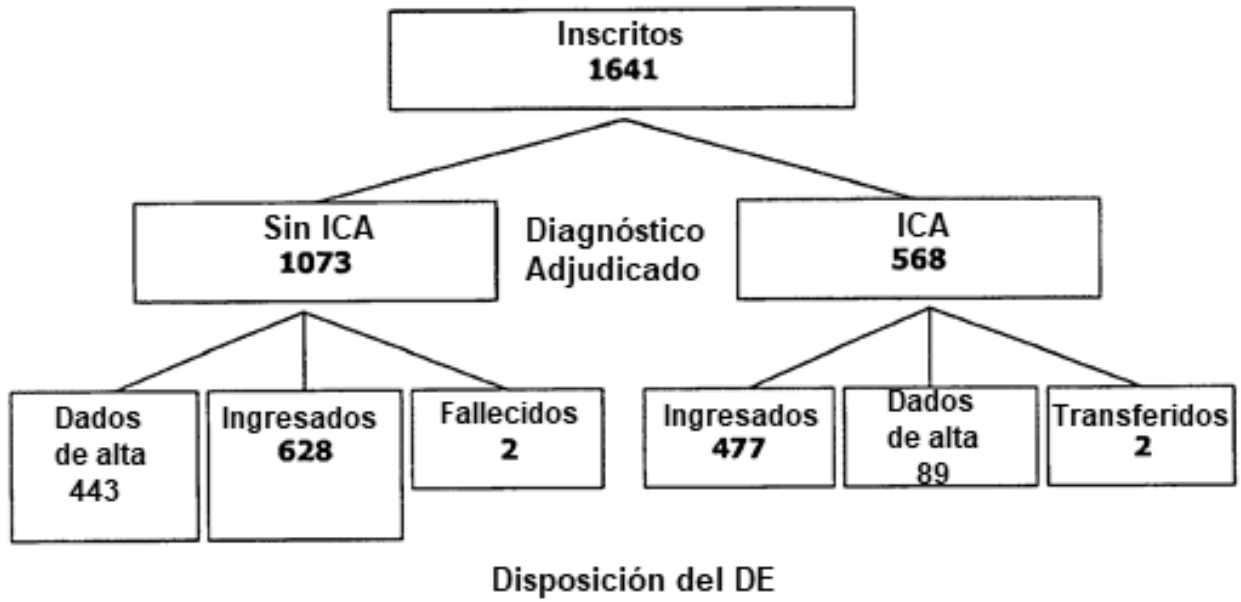 Inscritos
1641
Sin ICA
1073
Diagnóstico
Adjudicado
ICA
568
Dados
de alta
443
Ingresados
628
Fallecidos
2
Ingresados
477
Dados
de alta
89
Transferidos
2
Disposición del DE